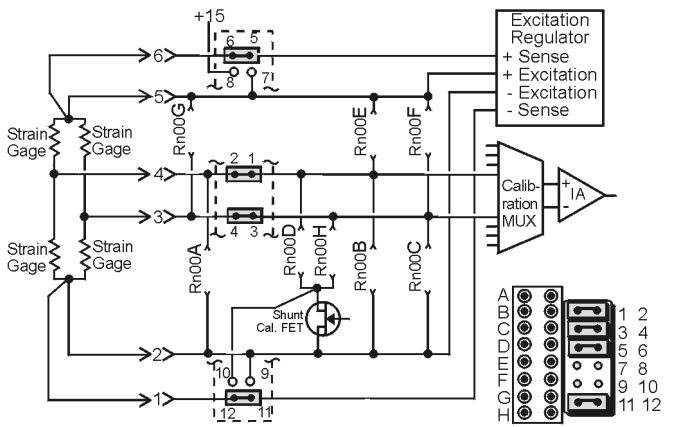 +15
Excitation
Regulator
+ Sense
+ Excitation
- Excitation
- Sense
6
6 5
8 7
5
Strain
Gage
Strain
Gage
Rn00G
Rn00E
Rn00F
4
2 1
3
4 3
Calib-
ration
MUX
+
-
IA
Strain
Gage
Strain
Gage
Rn00A
Rn00D
Rn00H
Rn00B
Rn00C
Shunt
Cal. FET
2
10 9
1
12 11
A
B
C
D
E
F
G
H
1 2
3 4
5 6
7 8
9 10
11 12